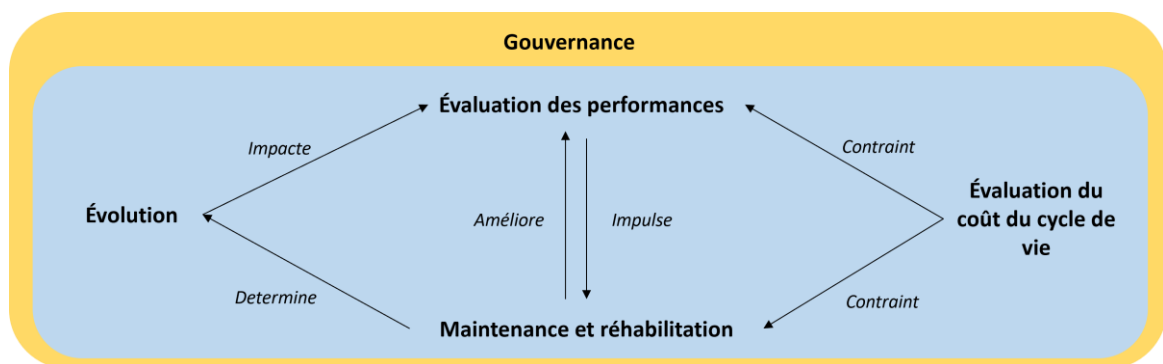 Gouvernance
Évaluation des performances
Impacte
Contraint
Évolution
Améliore
Impulse
Évaluation du
coût du cycle de
vie
Determine
Contraint
Maintenance et réhabilitation